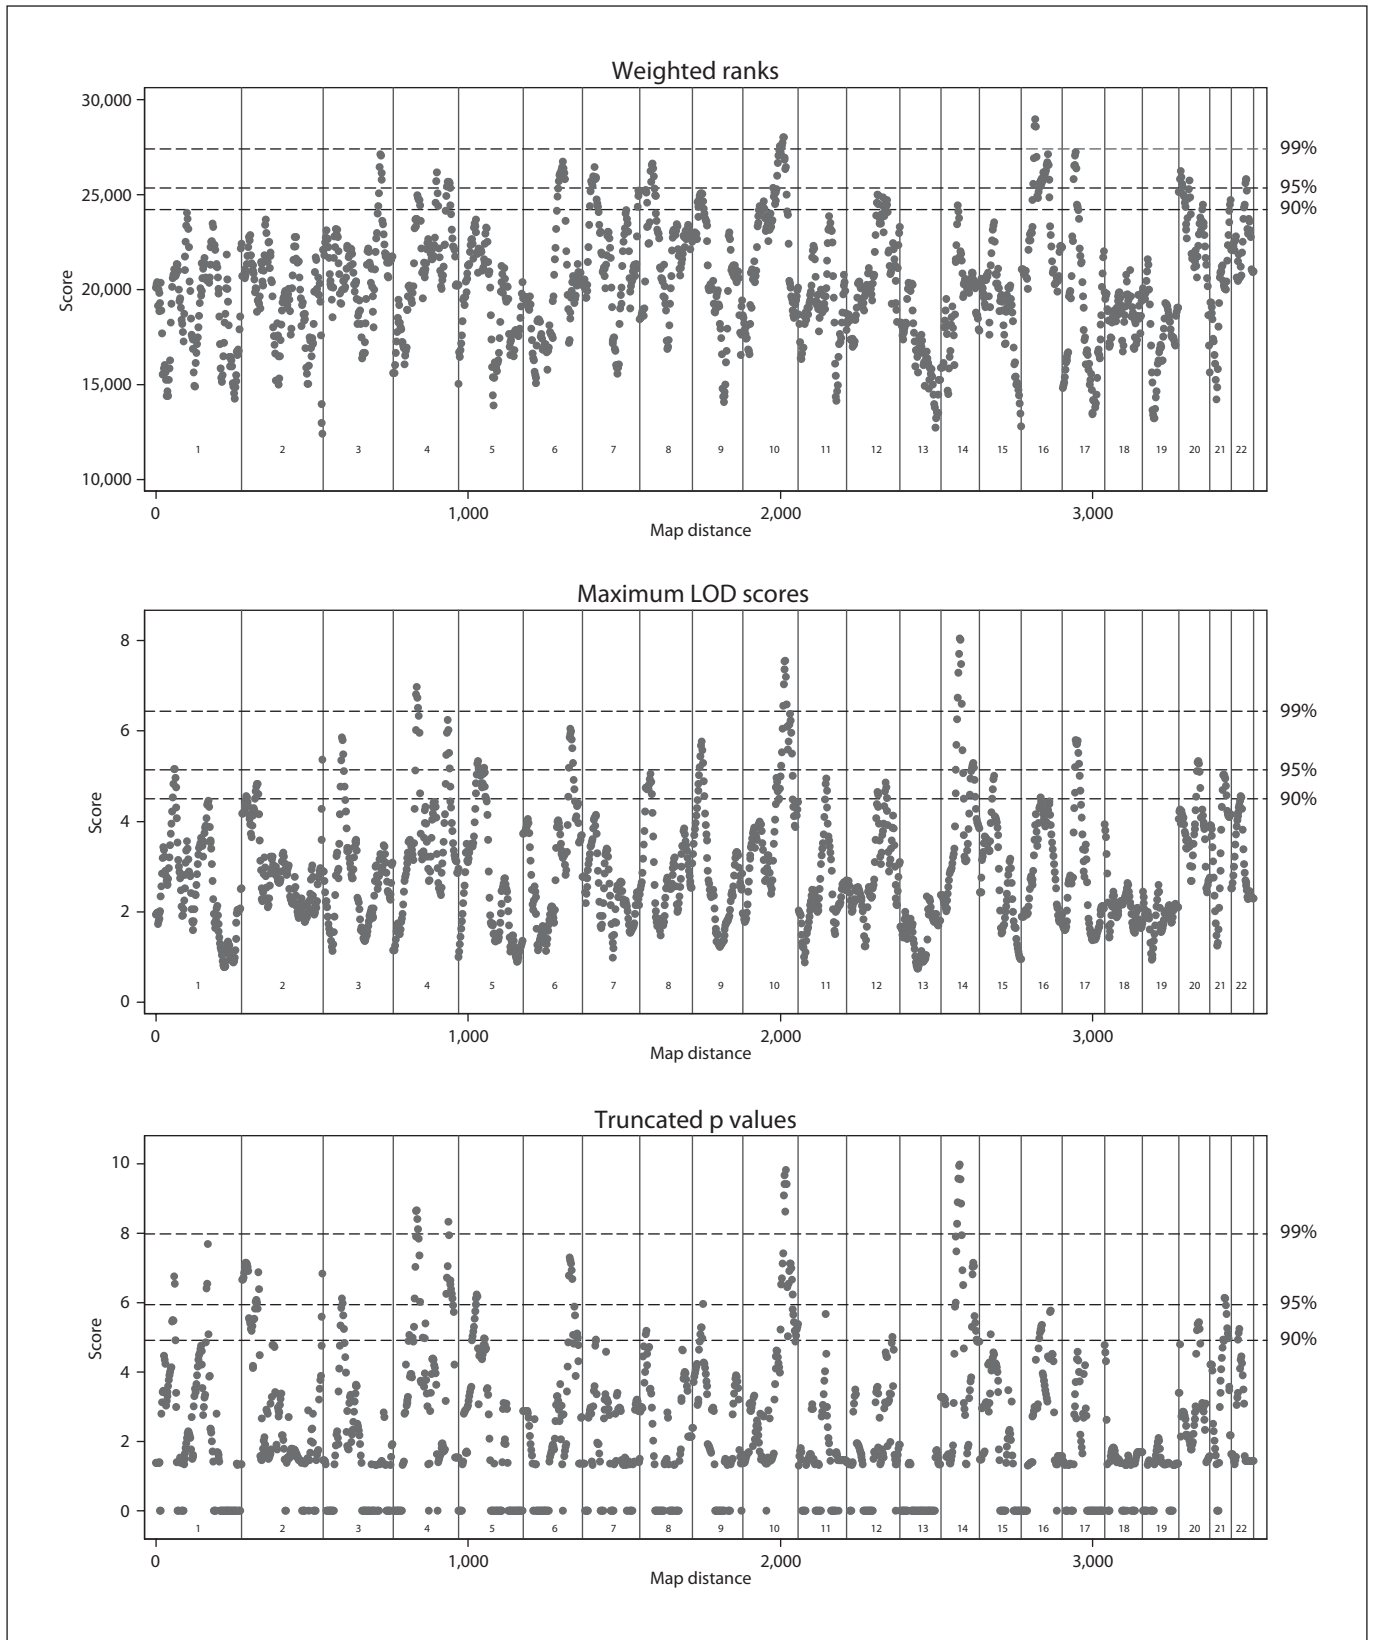 Weighted ranks
30,000
99%
95%
25,000
90%
Score
20,000
15,000
1 2 3 4 5 6 7 8 9 10 11 12 13 14 15 16 17 18 19 20 21 22
10,000
0 1,000 2,000 3,000
Map distance
Maximum LOD scores
8
99%
6
95%
90%
Score
4
2
1 2 3 4 5 6 7 8 9 10 11 12 13 14 15 16 17 18 19 20 21 22
0
0 1,000 2,000 3,000
Map distance
Truncated p values
10
8 99%
6 95%
90%
Score
4
2
0
1 2 3 4 5 6 7 8 9 10 11 12 13 14 15 16 17 18 19 20 21 22
0 1,000 2,000 3,000
Map distance